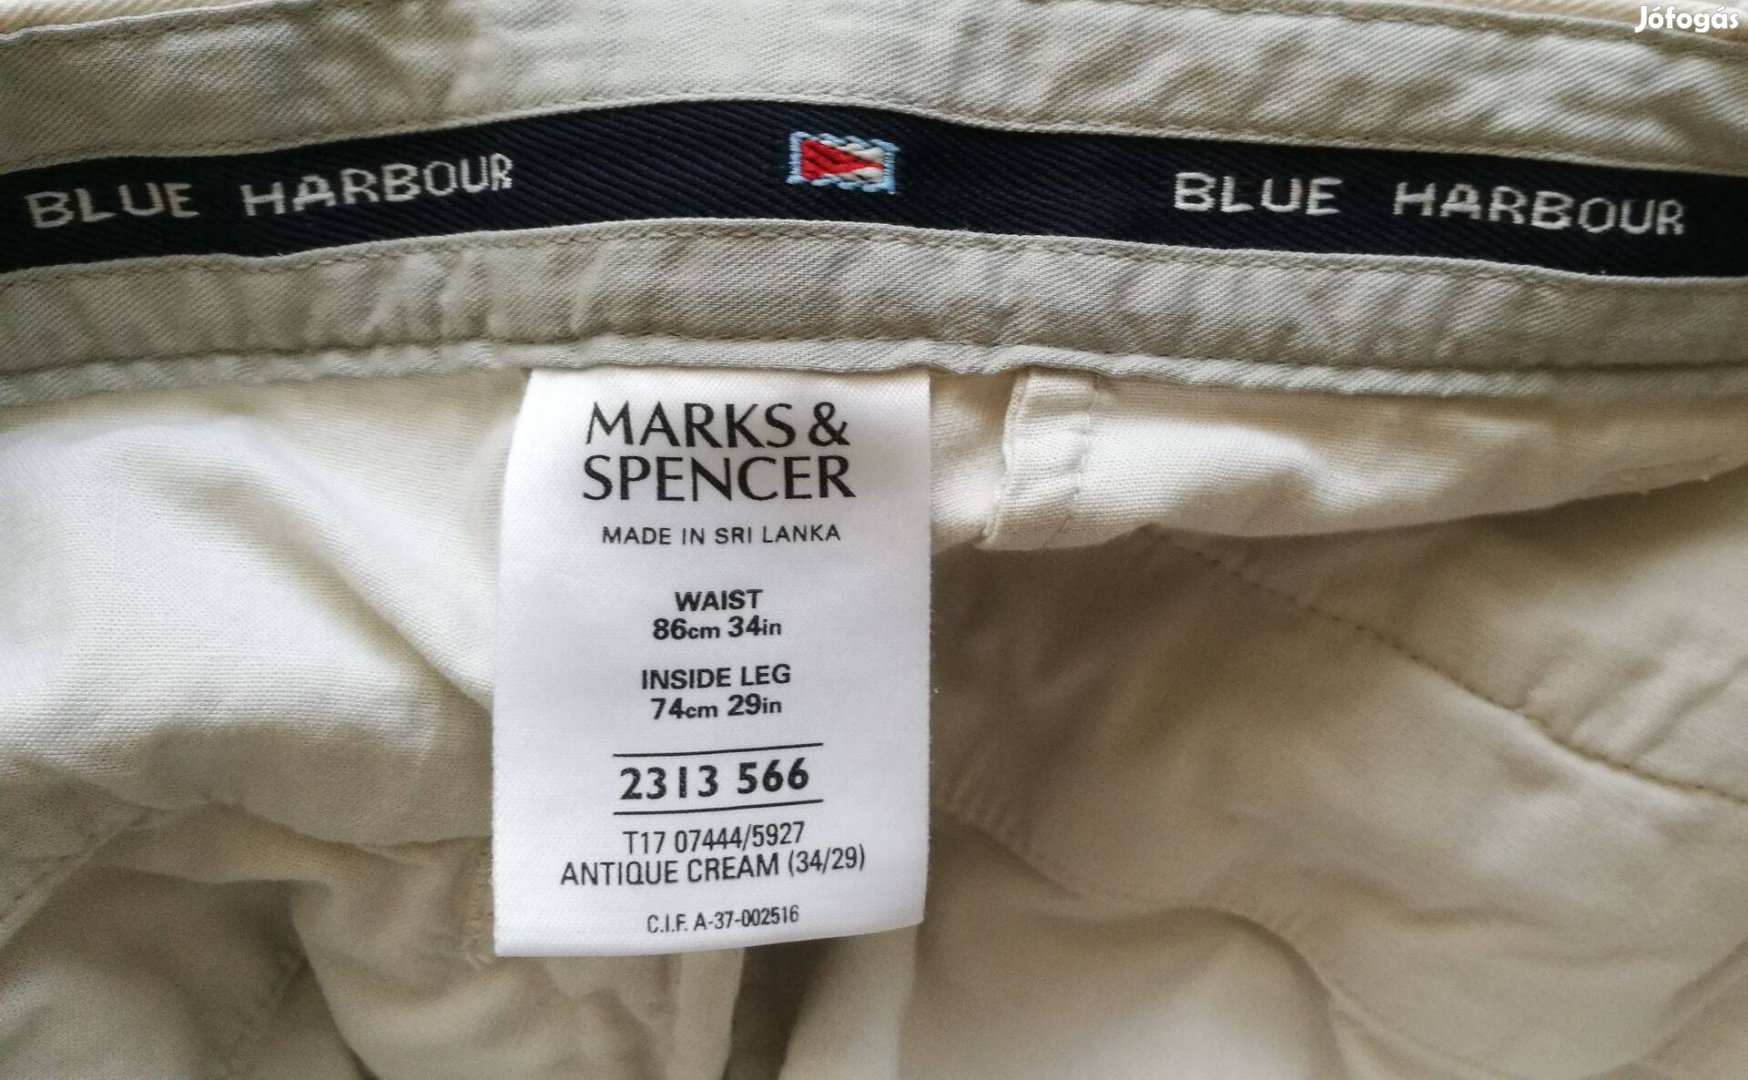 Jófogás
BLUE HARBOUR BLUE HARBOUR
MARKS &
SPENCER
MADE IN SRI LANKA
WAIST
86cm 34in
INSIDE LEG
74cm 29in
2313 566
T17 07444/5927
ANTIQUE CREAM (34/29)
C.I.F. A-37-002516